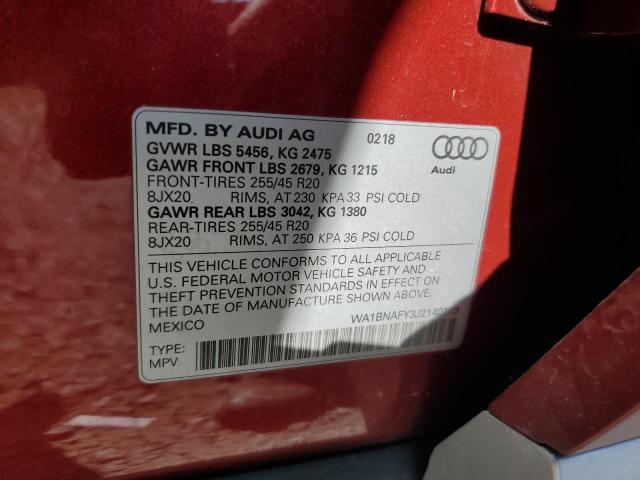 MFD. BY AUDI AG 0218
GVWR LBS 5456, KG 2475
GAWR FRONT LBS 2679, KG 1215
FRONT-TIRES 255/45 R20
8JX20 RIMS, AT 230 KPA 33 PSI COLD
GAWR REAR LBS 3042, KG 1380
REAR-TIRES 255/45 R20
8JX20 RIMS, AT 250 KPA 36 PSI COLD
Audi
THIS VEHICLE CONFORMS TO ALL APPLICABLE
U.S. FEDERAL MOTOR VEHICLE SAFETY AND
THEFT PREVENTION STANDARDS IN EFFECT ON
THE DATE OF MANUFACTURE SHOWN ABOVE.
MEXICO
TYPE:
MPV